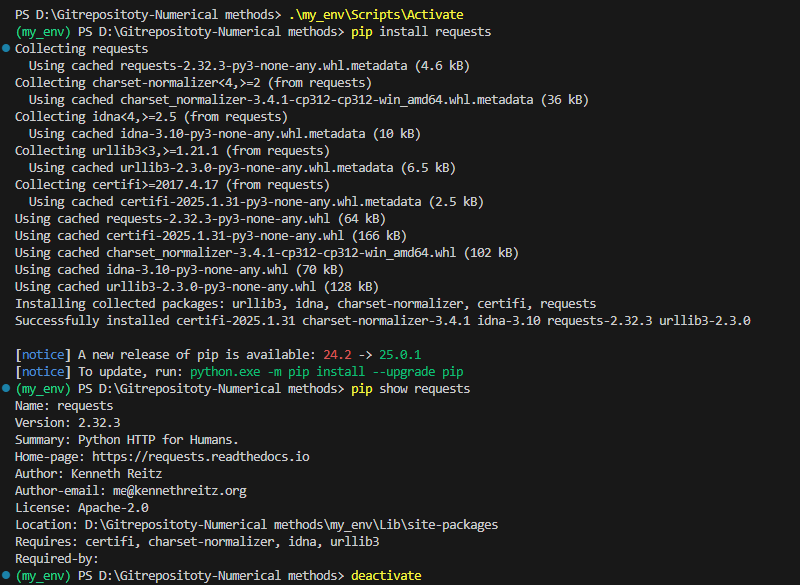 PS D:\Gitrepositoty-Numerical methods> .\my_env\Scripts\Activate
(my_env) PS D:\Gitrepositoty-Numerical methods> pip install requests
Collecting requests
  Using cached requests-2.32.3-py3-none-any.whl.metadata (4.6 kB)
Collecting charset-normalizer<4,>=2 (from requests)
  Using cached charset_normalizer-3.4.1-cp312-cp312-win_amd64.whl.metadata (36 kB)
Collecting idna<4,>=2.5 (from requests)
  Using cached idna-3.10-py3-none-any.whl.metadata (10 kB)
Collecting urllib3<3,>=1.21.1 (from requests)
  Using cached urllib3-2.3.0-py3-none-any.whl.metadata (6.5 kB)
Collecting certifi>=2017.4.17 (from requests)
  Using cached certifi-2025.1.31-py3-none-any.whl.metadata (2.5 kB)
Using cached requests-2.32.3-py3-none-any.whl (64 kB)
Using cached certifi-2025.1.31-py3-none-any.whl (166 kB)
Using cached charset_normalizer-3.4.1-cp312-cp312-win_amd64.whl (102 kB)
Using cached idna-3.10-py3-none-any.whl (70 kB)
Using cached urllib3-2.3.0-py3-none-any.whl (128 kB)
Installing collected packages: urllib3, idna, charset-normalizer, certifi, requests
Successfully installed certifi-2025.1.31 charset-normalizer-3.4.1 idna-3.10 requests-2.32.3 urllib3-2.3.0
[notice] A new release of pip is available: 24.2 -> 25.0.1
[notice] To update, run: python.exe -m pip install --upgrade pip
(my_env) PS D:\Gitrepositoty-Numerical methods> pip show requests
Name: requests
Version: 2.32.3
Summary: Python HTTP for Humans.
Home-page: https://requests.readthedocs.io
Author: Kenneth Reitz
Author-email: me@kennethreitz.org
License: Apache-2.0
Location: D:\Gitrepositoty-Numerical methods\my_env\Lib\site-packages
Requires: certifi, charset-normalizer, idna, urllib3
Required-by:
(my_env) PS D:\Gitrepositoty-Numerical methods> deactivate